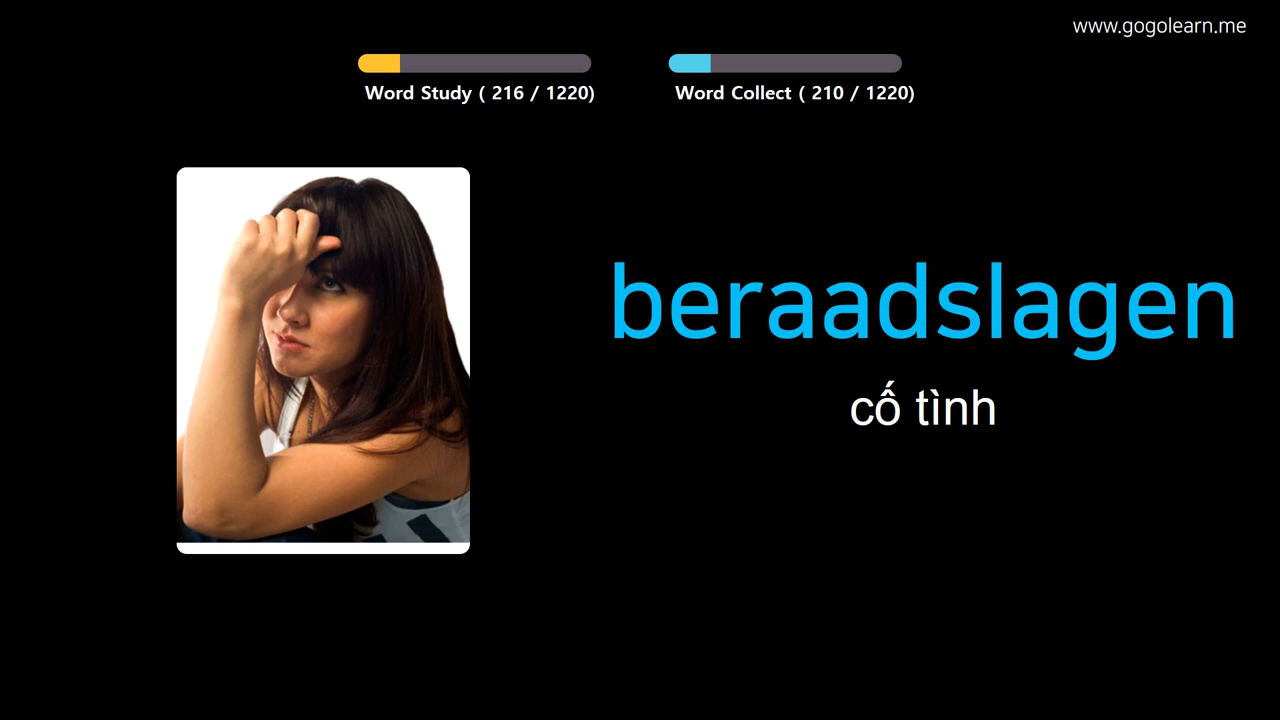 www.gogolearn.me
Word Study ( 216 / 1220)
Word Collect ( 210 / 1220)
beraadslagen
cố tình